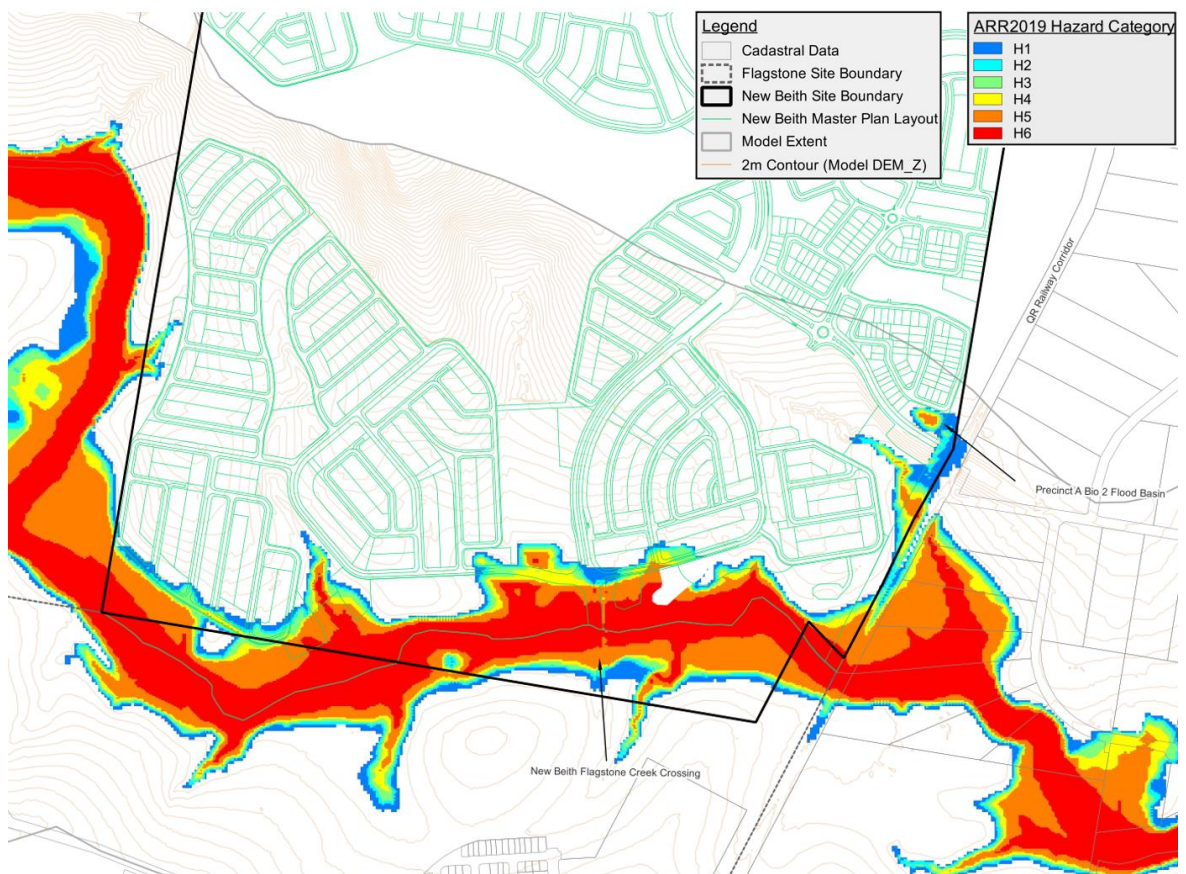 Legend
Cadastral Data
Flagstone Site Boundary
New Beith Site Boundary
New Beith Master Plan Layout
Model Extent
2m Contour (Model DEM_Z)
ARR2019 Hazard Category
H1
H2
H3
H4
H5
H6
QR Railway Corridor
Precinct A Bio 2 Flood Basin
New Beith Flagstone Creek Crossing